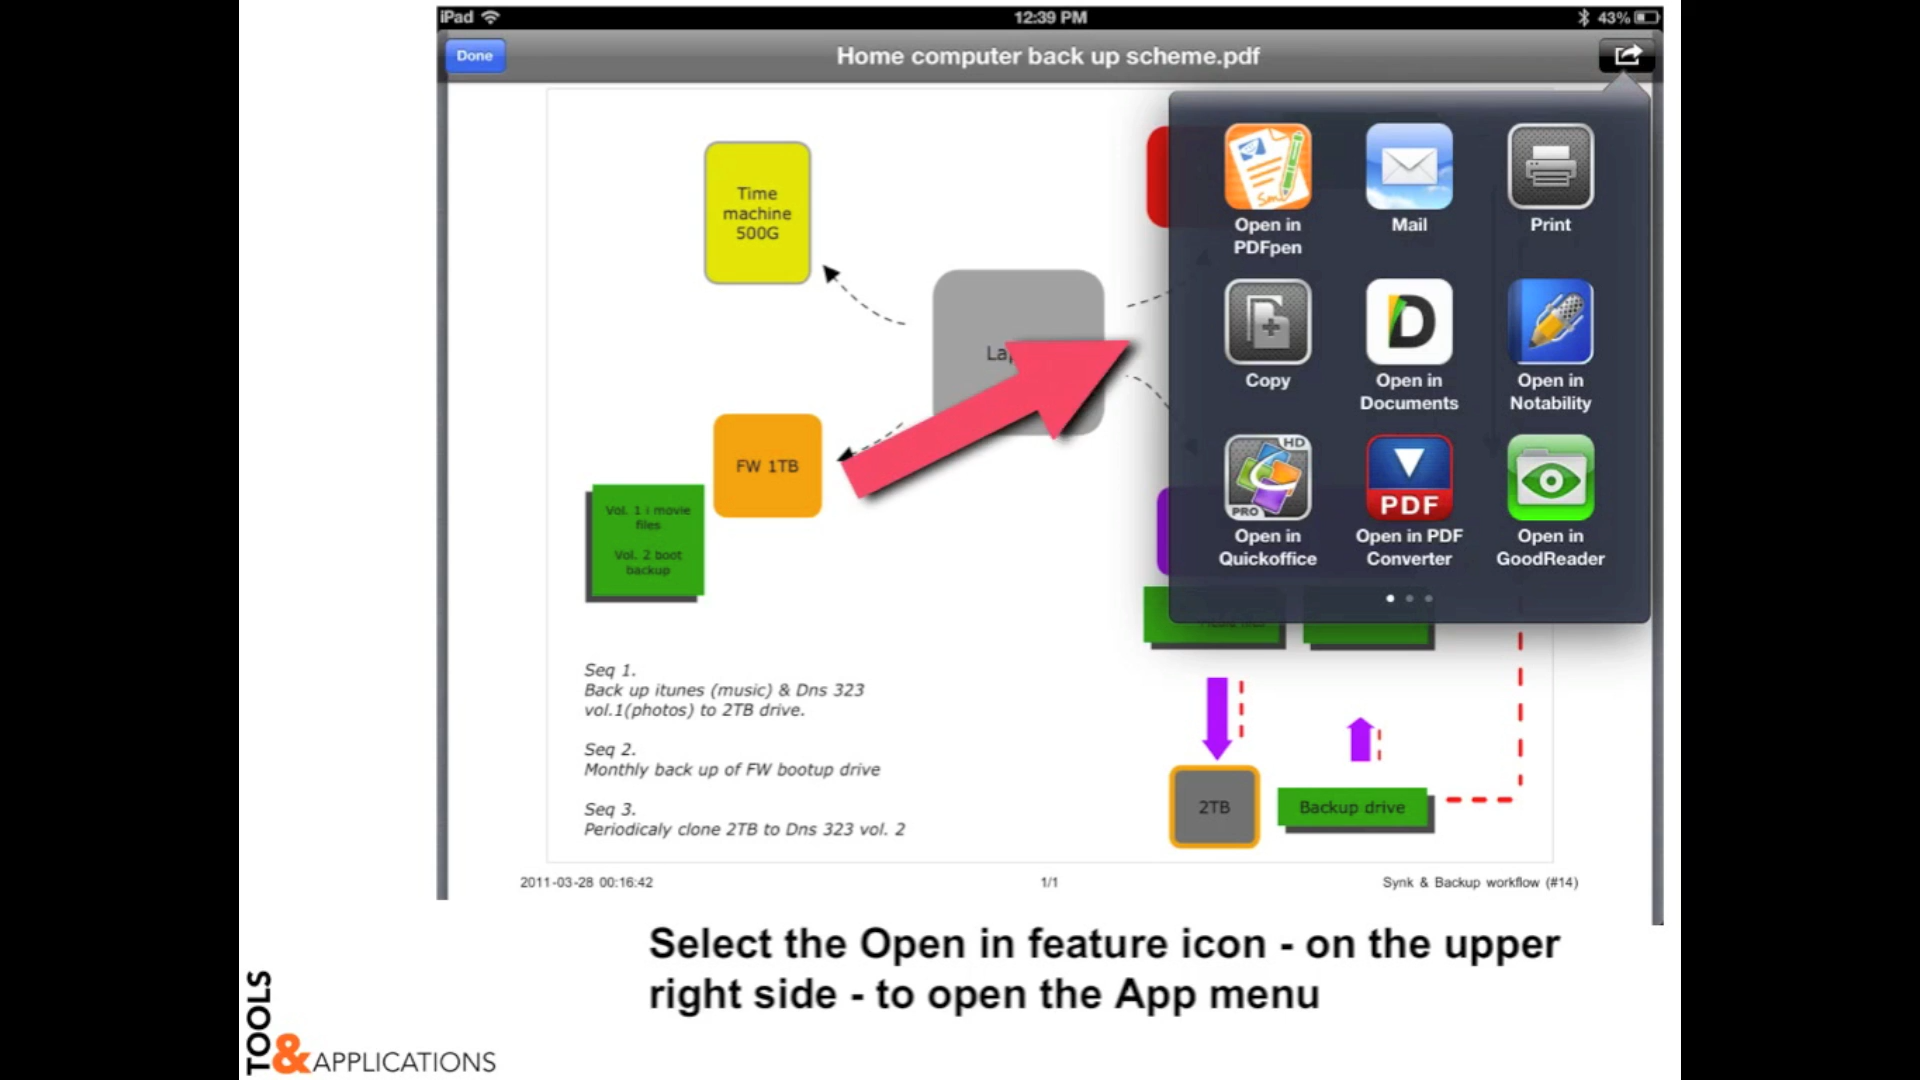 iPad
12:39 PM
43%
Done
Home computer back up scheme.pdf
Time
machine
500G
FW 1TB
Vol. 1 i movie
files
Vol. 2 boot
backup
Open in
PDFpen
Mail
Print
Copy
Open in
Documents
Open in
Notability
HD
PRO
PDF
Open in
Quickoffice
Open in PDF
Converter
Open in
GoodReader
Seq 1.
Back up itunes (music) & Dns 323
vol.1(photos) to 2TB drive.
Seq 2.
Monthly back up of FW bootup drive
Seq 3.
Periodicaly clone 2TB to Dns 323 vol. 2
2TB
Backup drive
2011-03-28 00:16:42
1/1
Synk & Backup workflow (#14)
Select the Open in feature icon - on the upper
right side - to open the App menu
TOOLS
&APPLICATIONS